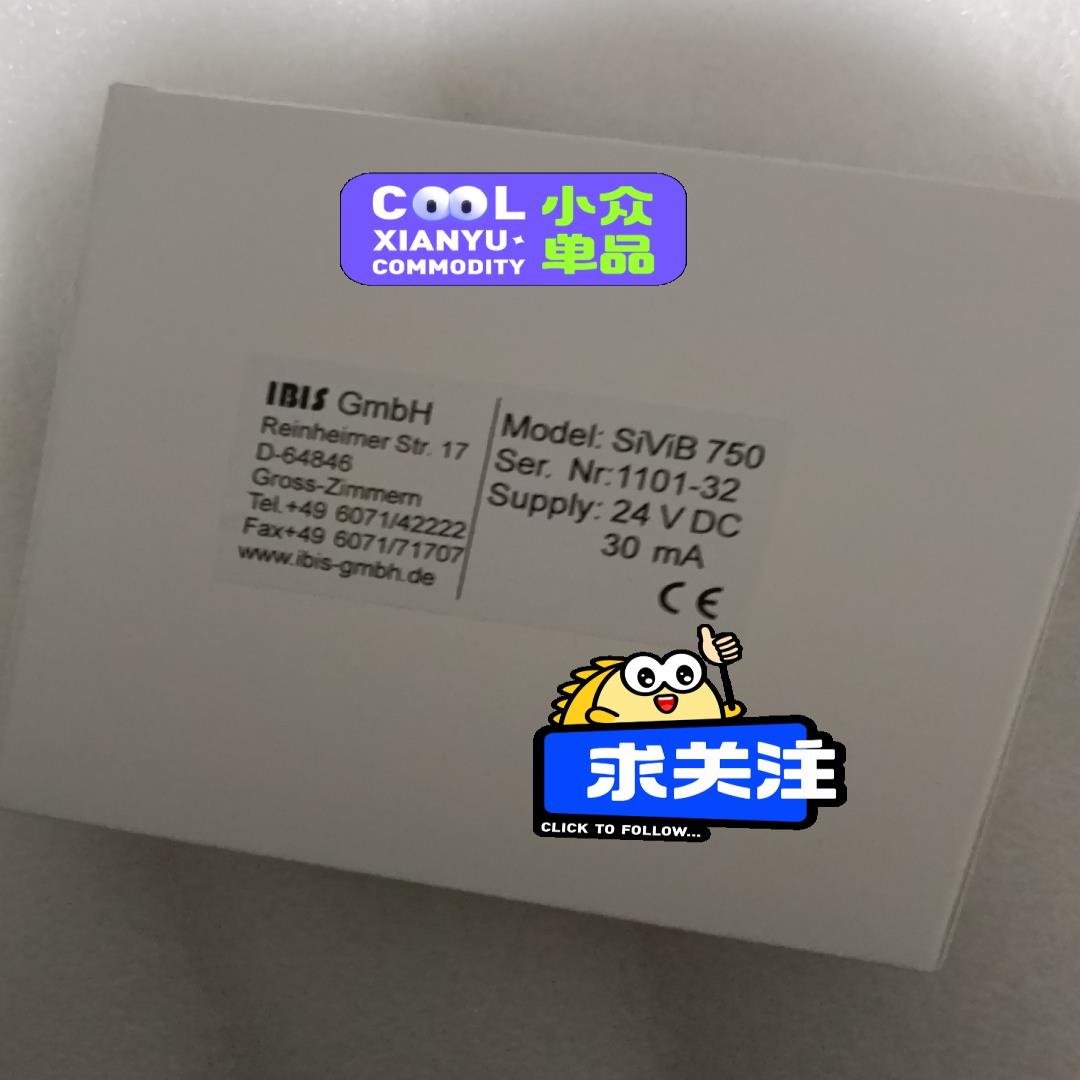 COOL
XIANYU
COMMODITY
小众
单品
IBIS GmbH
Reinheimer Str. 17
D-64846
Gross-Zimmern
Tel.+49 6071/42222
Fax+49 6071/71707
www.ibis-gmbh.de
Model: SiViB 750
Ser. Nr:1101-32
Supply: 24 V DC
30 mA
CE
求关注
CLICK TO FOLLOW...